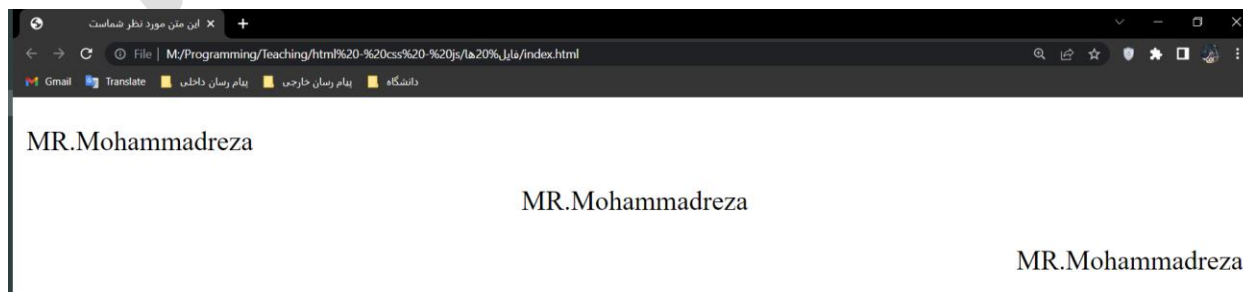 این متن مورد نظر شماست
File | M:/Programming/Teaching/html%20-%20css%20-%20js/فایل%20ها/index.html
Gmail Translate پیام رسان داخلی پیام رسان خارجی دانشگاه
MR.Mohammadreza
MR.Mohammadreza
MR.Mohammadreza